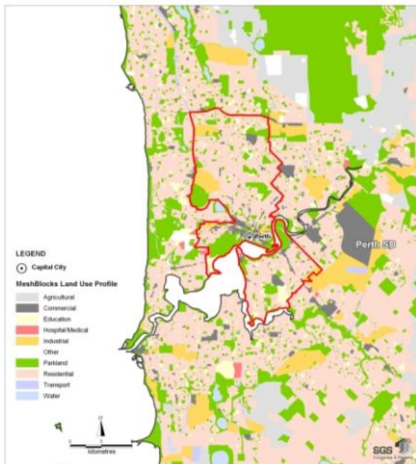 Perth
Perth SD
LEGEND
Capital City
MeshBlocks Land Use Profile
Agricultural
Commercial
Education
Hospital/Medical
Industrial
Other
Parkland
Residential
Transport
Water
kilometres
SGS